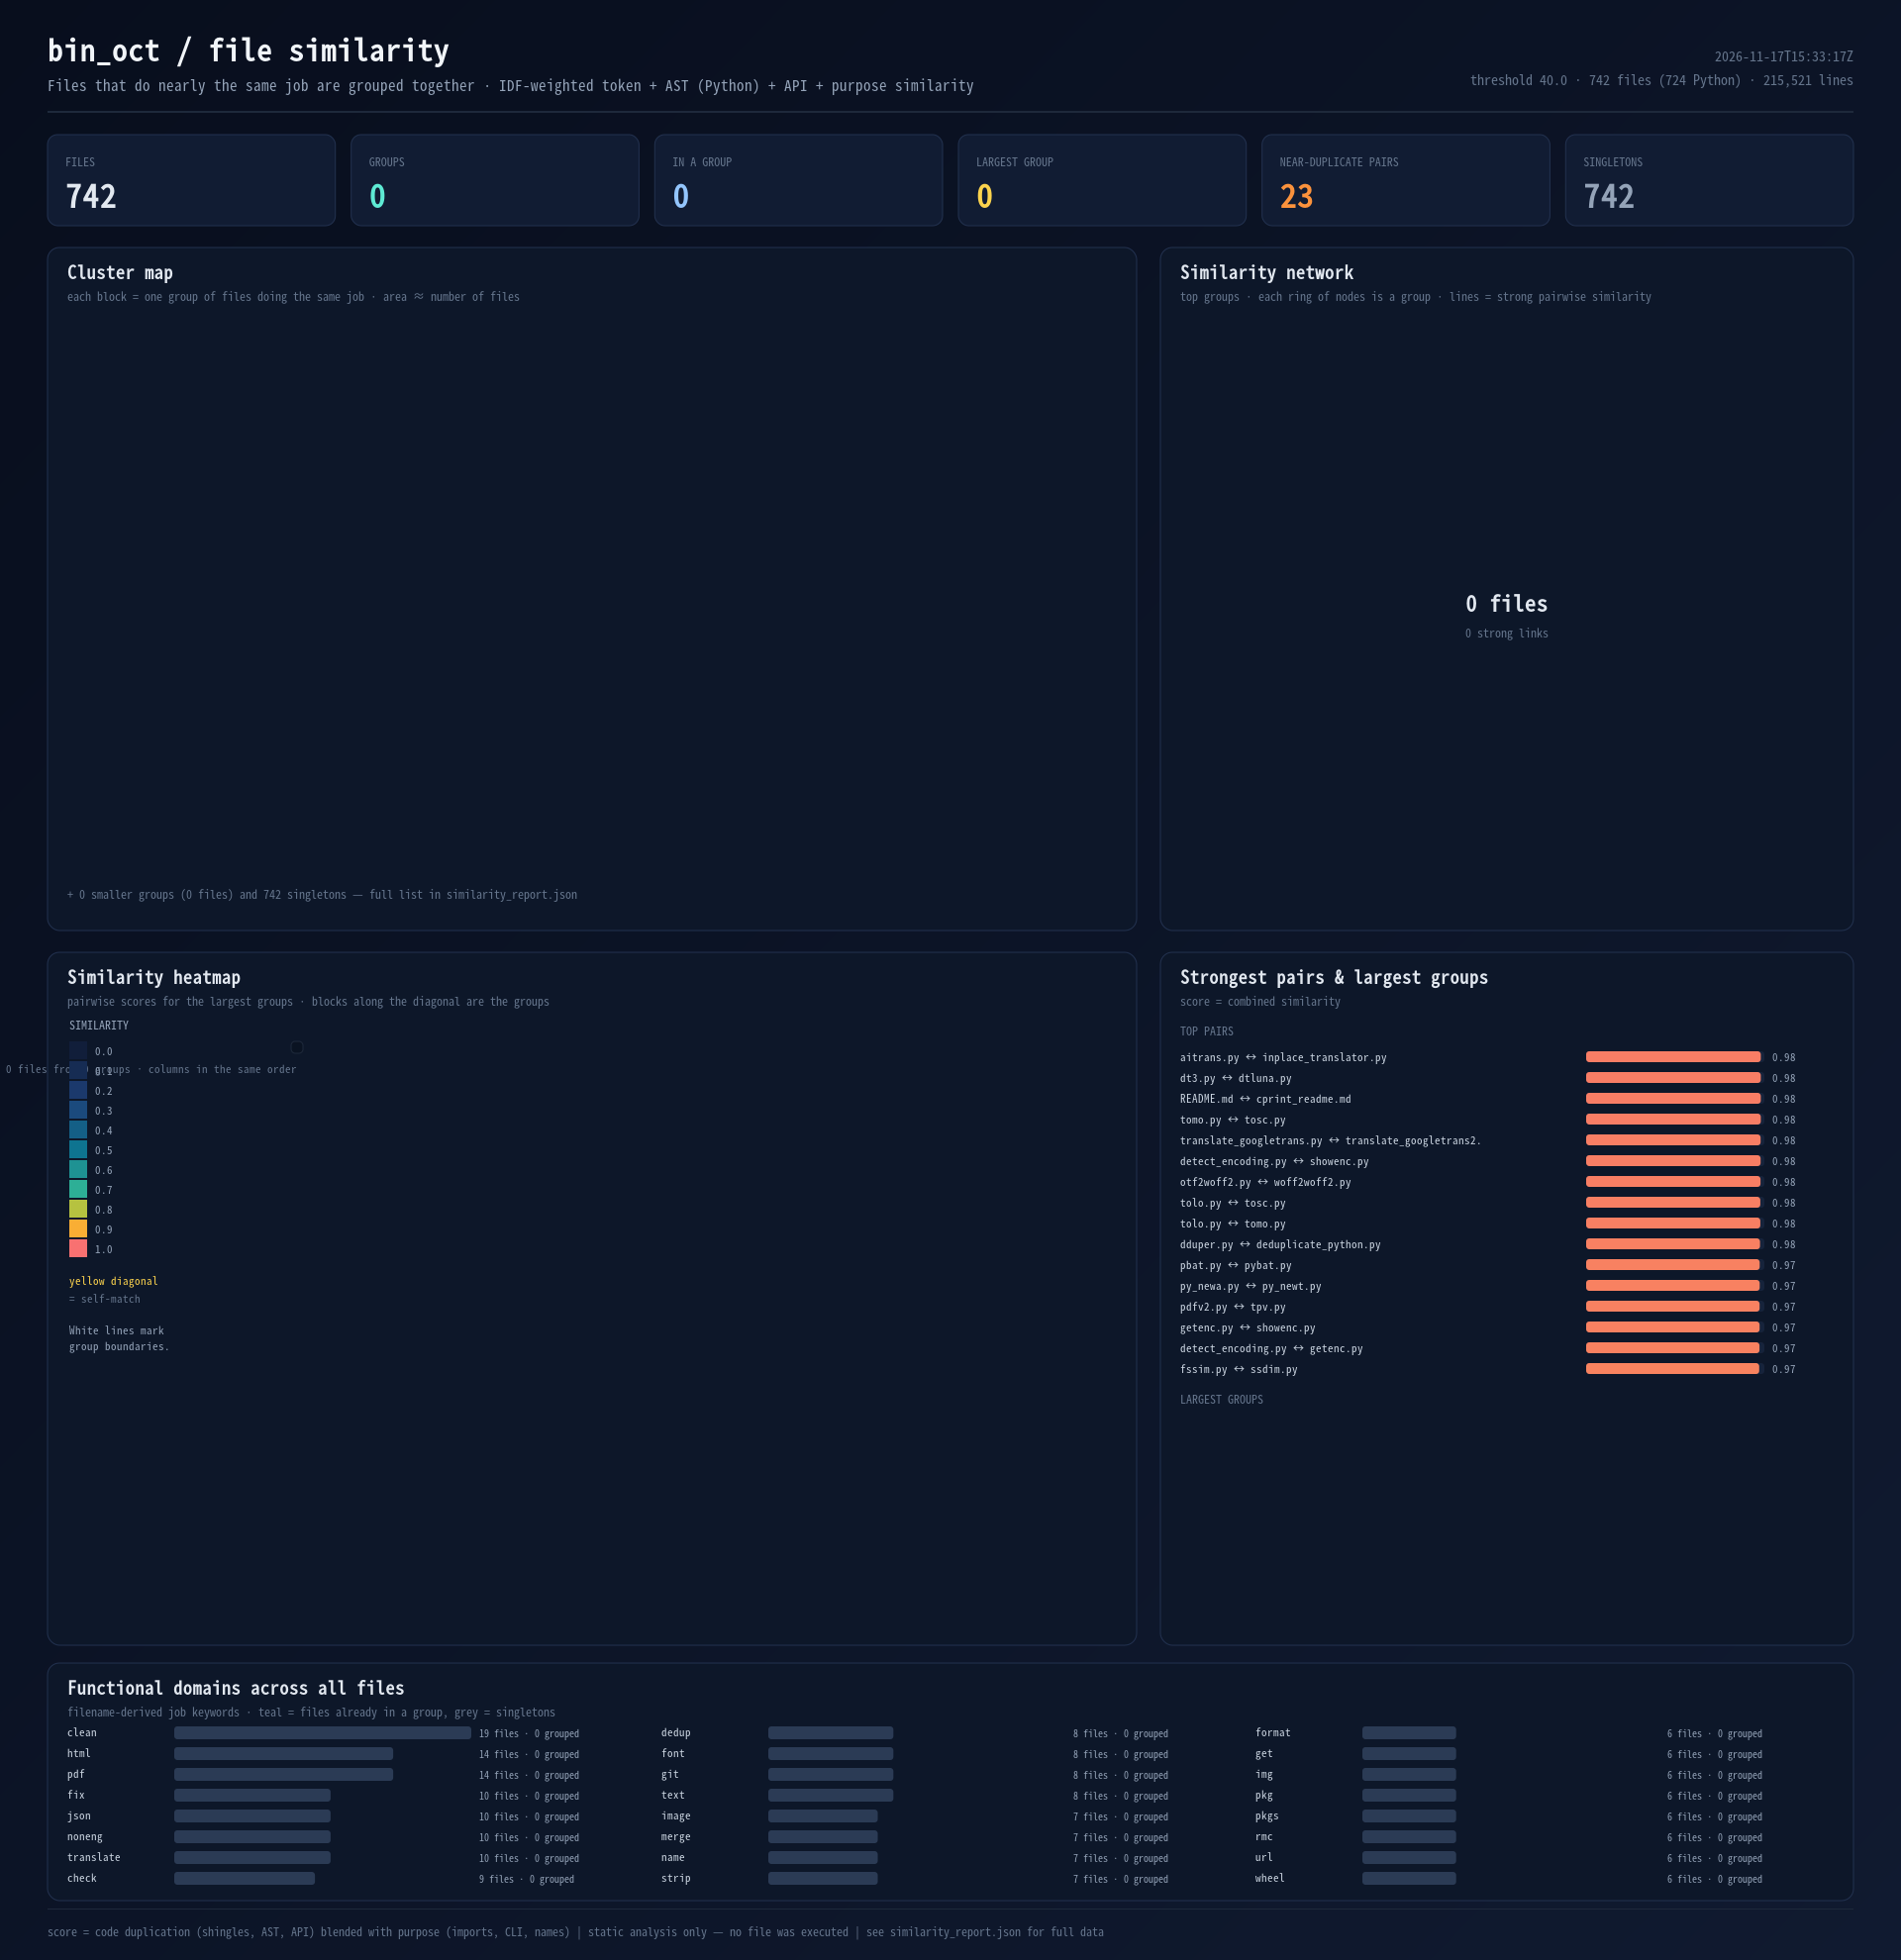 bin_oct / file similarity
Files that do nearly the same job are grouped together · IDF-weighted token + AST (Python) + API + purpose similarity
2026-11-17T15:33:17Z
threshold 40.0 · 742 files (724 Python) · 215,521 lines
FILES
742
GROUPS
0
IN A GROUP
0
LARGEST GROUP
0
NEAR-DUPLICATE PAIRS
23
SINGLETONS
742
Cluster map
each block = one group of files doing the same job · area ≈ number of files
+ 0 smaller groups (0 files) and 742 singletons — full list in similarity_report.json
Similarity network
top groups · each ring of nodes is a group · lines = strong pairwise similarity
0 files
0 strong links
Similarity heatmap
pairwise scores for the largest groups · blocks along the diagonal are the groups
SIMILARITY
0.0
0 files from 0 groups · columns in the same order
0.1
0.2
0.3
0.4
0.5
0.6
0.7
0.8
0.9
1.0
yellow diagonal
= self-match
White lines mark
group boundaries.
Strongest pairs & largest groups
score = combined similarity
TOP PAIRS
aitrans.py ↔ inplace_translator.py 0.98
dt3.py ↔ dtluna.py 0.98
README.md ↔ cprint_readme.md 0.98
tomo.py ↔ tosc.py 0.98
translate_googletrans.py ↔ translate_googletrans2. 0.98
detect_encoding.py ↔ showenc.py 0.98
otf2woff2.py ↔ woff2woff2.py 0.98
tolo.py ↔ tosc.py 0.98
tolo.py ↔ tomo.py 0.98
dduper.py ↔ deduplicate_python.py 0.98
pbat.py ↔ pybat.py 0.97
py_newa.py ↔ py_newt.py 0.97
pdfv2.py ↔ tpv.py 0.97
getenc.py ↔ showenc.py 0.97
detect_encoding.py ↔ getenc.py 0.97
fssim.py ↔ ssdim.py 0.97
LARGEST GROUPS
Functional domains across all files
filename-derived job keywords · teal = files already in a group, grey = singletons
clean 19 files · 0 grouped
html 14 files · 0 grouped
pdf 14 files · 0 grouped
fix 10 files · 0 grouped
json 10 files · 0 grouped
noneng 10 files · 0 grouped
translate 10 files · 0 grouped
check 9 files · 0 grouped
dedup 8 files · 0 grouped
font 8 files · 0 grouped
git 8 files · 0 grouped
text 8 files · 0 grouped
image 7 files · 0 grouped
merge 7 files · 0 grouped
name 7 files · 0 grouped
strip 7 files · 0 grouped
format 6 files · 0 grouped
get 6 files · 0 grouped
img 6 files · 0 grouped
pkg 6 files · 0 grouped
pkgs 6 files · 0 grouped
rmc 6 files · 0 grouped
url 6 files · 0 grouped
wheel 6 files · 0 grouped
score = code duplication (shingles, AST, API) blended with purpose (imports, CLI, names) | static analysis only — no file was executed | see similarity_report.json for full data